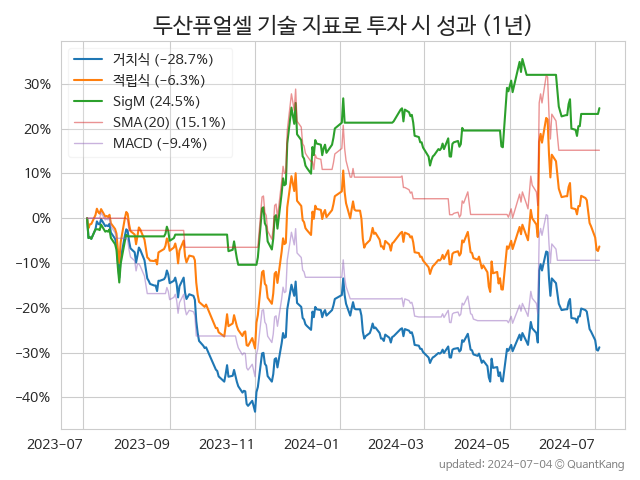 두산퓨얼셀 기술 지표로 투자 시 성과 (1년)
거치식 (−28.7%)
적립식 (−6.3%)
SigM (24.5%)
SMA(20) (15.1%)
MACD (−9.4%)
30%
20%
10%
0%
−10%
−20%
−30%
−40%
2023-07 2023-09 2023-11 2024-01 2024-03 2024-05 2024-07
updated: 2024-07-04 © QuantKang